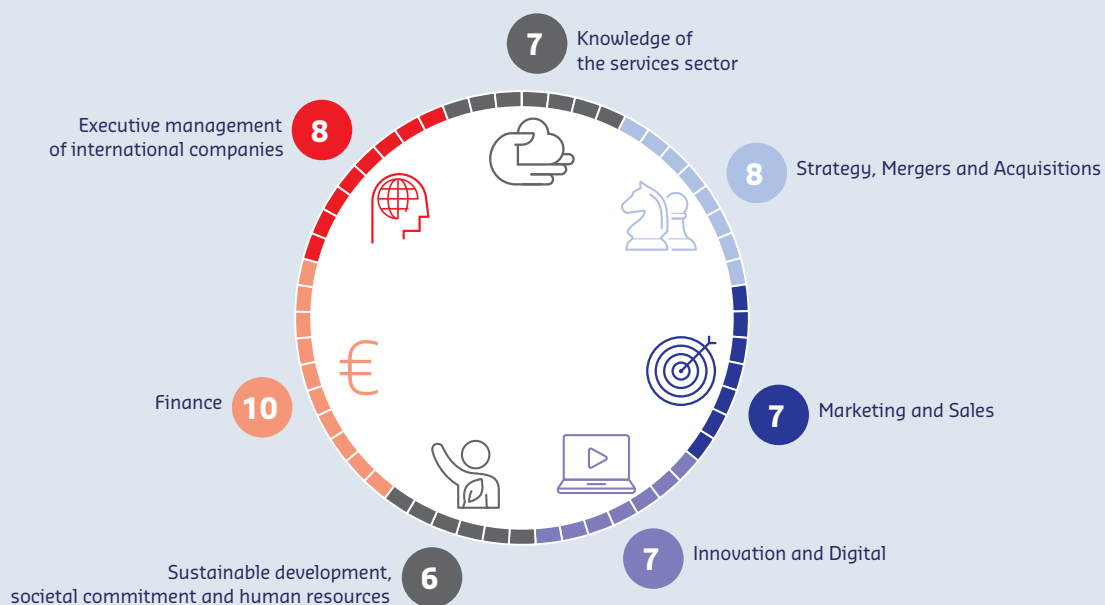 7
Knowledge of
the services sector
8
Executive management
of international companies
8
Strategy, Mergers and Acquisitions
€
Finance
10
7
Marketing and Sales
7
Innovation and Digital
Sustainable development,
societal commitment and human resources
6